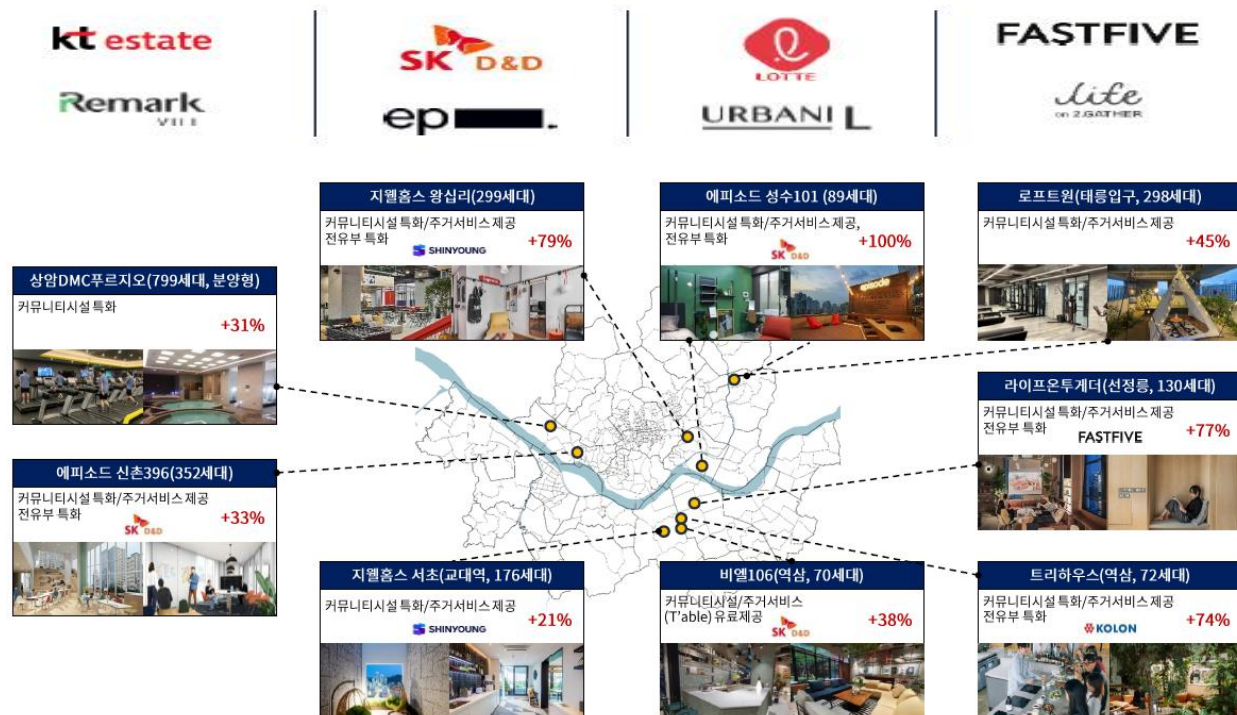 kt estate
Remark
VILL
SK D&D
ep
LOTTE
URBANI L
FASTFIVE
life
on 2.GATHER
지웰홈스 왕십리(299세대)
커뮤니티시설 특화/주거서비스 제공
전유부 특화
SHINYOUNG
+79%
에피소드 성수101 (89세대)
커뮤니티시설 특화/주거서비스 제공,
전유부 특화
SK D&D
+100%
episode
로프트원(태릉입구, 298세대)
커뮤니티시설 특화/주거서비스 제공
+45%
상암DMC푸르지오(799세대, 분양형)
커뮤니티시설 특화
+31%
라이프온투게더(선정릉, 130세대)
커뮤니티시설 특화/주거서비스 제공
전유부 특화
FASTFIVE
+77%
에피소드 신촌396(352세대)
커뮤니티시설 특화/주거서비스 제공
전유부 특화
SK D&D
+33%
지웰홈스 서초(교대역, 176세대)
커뮤니티시설 특화/주거서비스 제공
SHINYOUNG
+21%
비엘106(역삼, 70세대)
커뮤니티시설/주거서비스
(T'able) 유료제공
SK D&D
+38%
트리하우스(역삼, 72세대)
커뮤니티시설 특화/주거서비스 제공
전유부 특화
KOLON
+74%